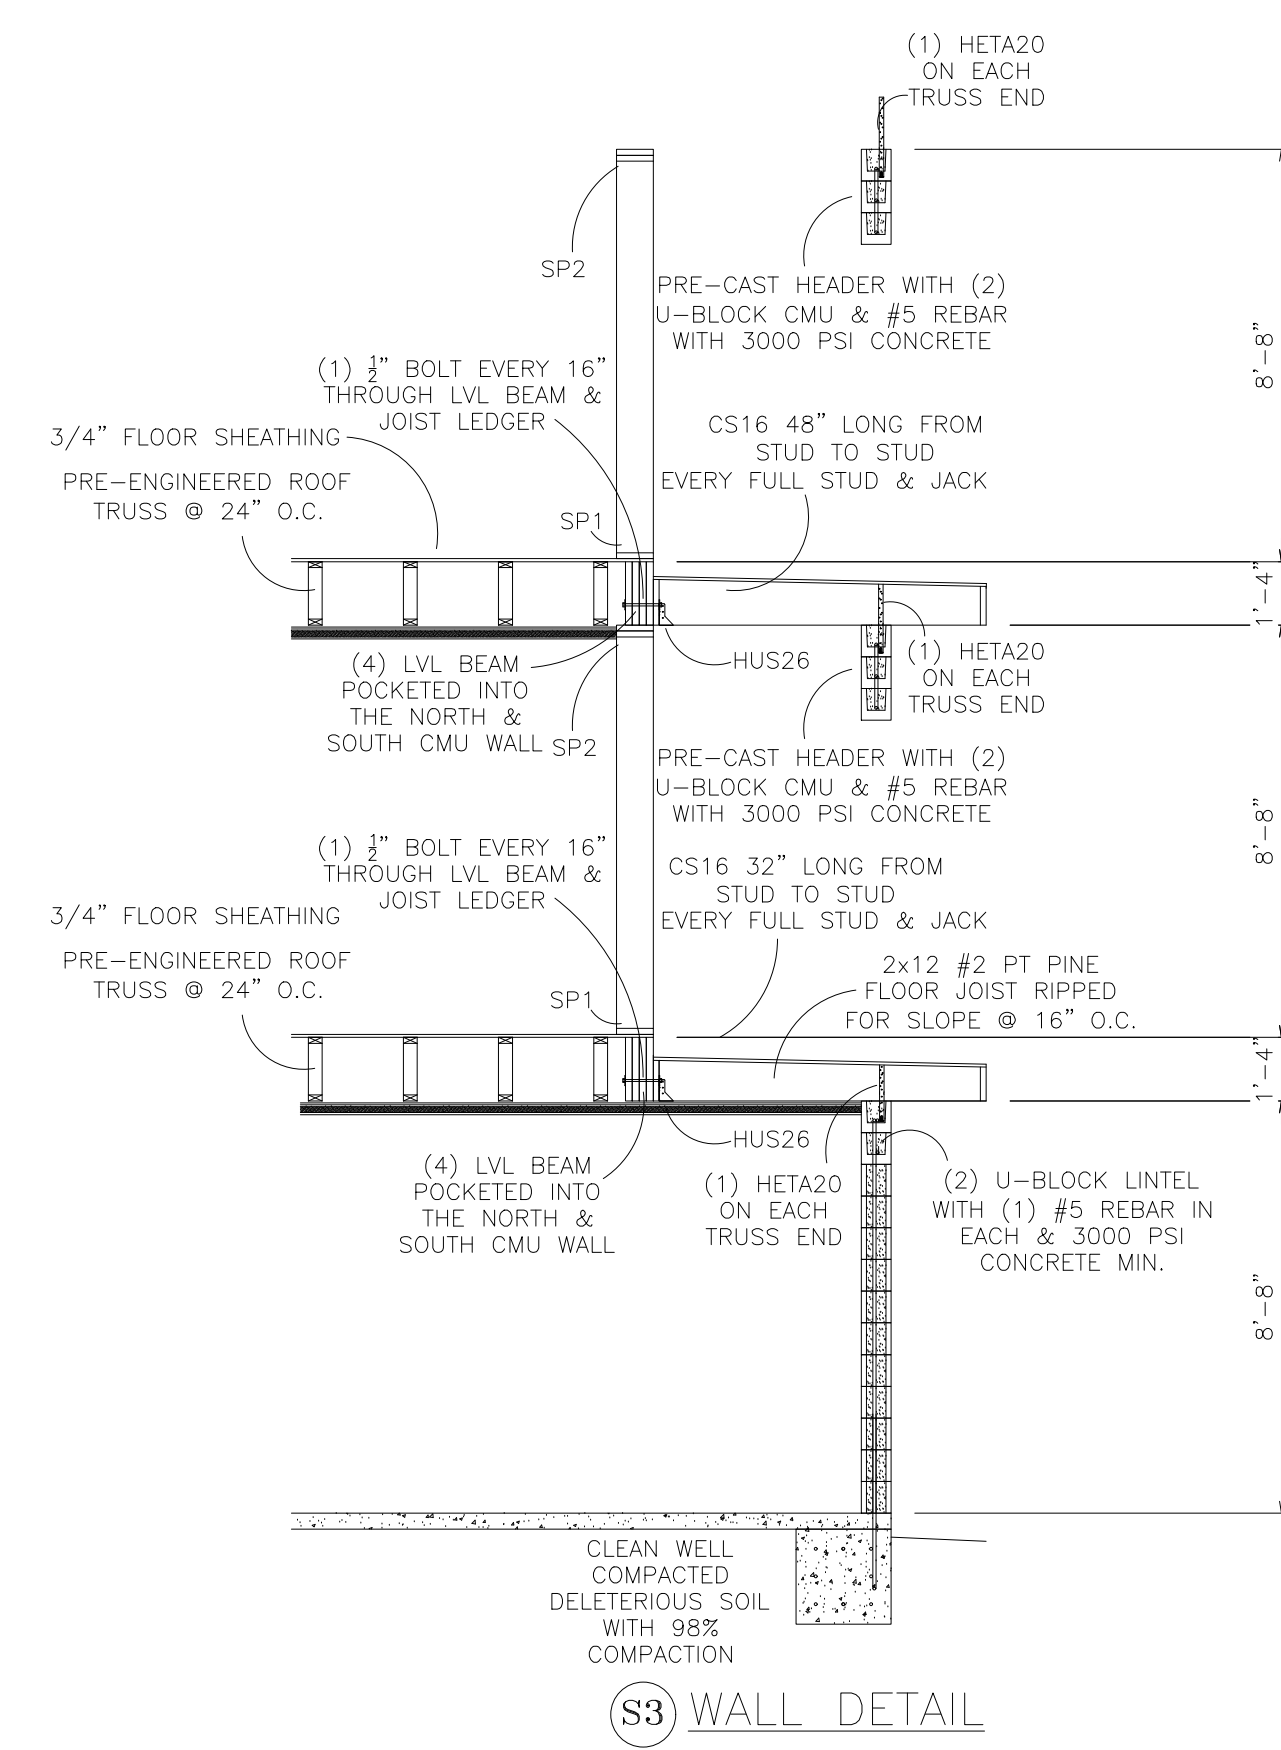 (1) HETA20
ON EACH
TRUSS END
SP2
PRE-CAST HEADER WITH (2)
U-BLOCK CMU & #5 REBAR
WITH 3000 PSI CONCRETE
8'-8"
(1) ½" BOLT EVERY 16"
THROUGH LVL BEAM &
JOIST LEDGER
3/4" FLOOR SHEATHING
PRE-ENGINEERED ROOF
TRUSS @ 24" O.C.
CS16 48" LONG FROM
STUD TO STUD
EVERY FULL STUD & JACK
SP1
1'-4"
(4) LVL BEAM
POCKETED INTO
THE NORTH &
SOUTH CMU WALL
SP2
HUS26
(1) HETA20
ON EACH
TRUSS END
PRE-CAST HEADER WITH (2)
U-BLOCK CMU & #5 REBAR
WITH 3000 PSI CONCRETE
8'-8"
(1) ½" BOLT EVERY 16"
THROUGH LVL BEAM &
JOIST LEDGER
3/4" FLOOR SHEATHING
PRE-ENGINEERED ROOF
TRUSS @ 24" O.C.
CS16 32" LONG FROM
STUD TO STUD
EVERY FULL STUD & JACK
2x12 #2 PT PINE
FLOOR JOIST RIPPED
FOR SLOPE @ 16" O.C.
SP1
1'-4"
HUS26
(4) LVL BEAM
POCKETED INTO
THE NORTH &
SOUTH CMU WALL
(1) HETA20
ON EACH
TRUSS END
(2) U-BLOCK LINTEL
WITH (1) #5 REBAR IN
EACH & 3000 PSI
CONCRETE MIN.
8'-8"
CLEAN WELL
COMPACTED
DELETERIOUS SOIL
WITH 98%
COMPACTION
S3 WALL DETAIL